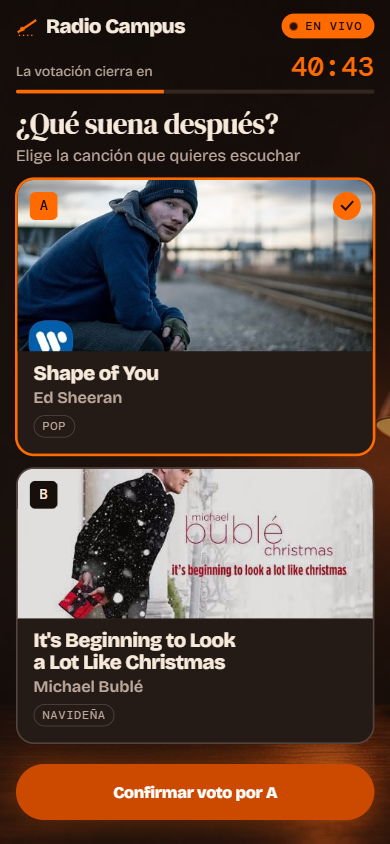 Radio Campus
EN VIVO
La votación cierra en
40:43
¿Qué suena después?
Elige la canción que quieres escuchar
A
Shape of You
Ed Sheeran
POP
B
michael
bublé
christmas
it's beginning to look a lot like christmas
It's Beginning to Look
a Lot Like Christmas
Michael Bublé
NAVIDEÑA
Confirmar voto por A